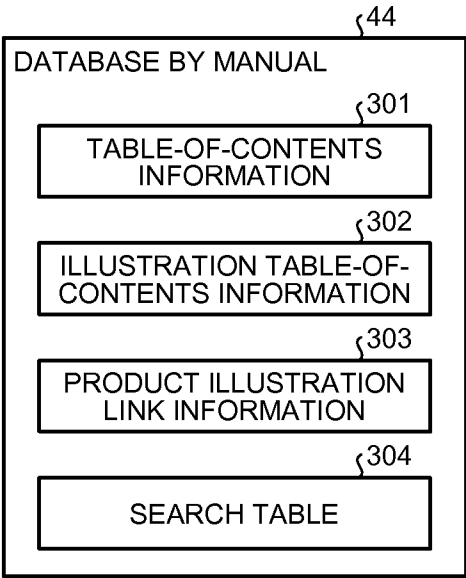 44
DATABASE BY MANUAL
301
TABLE-OF-CONTENTS
INFORMATION
302
ILLUSTRATION TABLE-OF-
CONTENTS INFORMATION
303
PRODUCT ILLUSTRATION
LINK INFORMATION
304
SEARCH TABLE